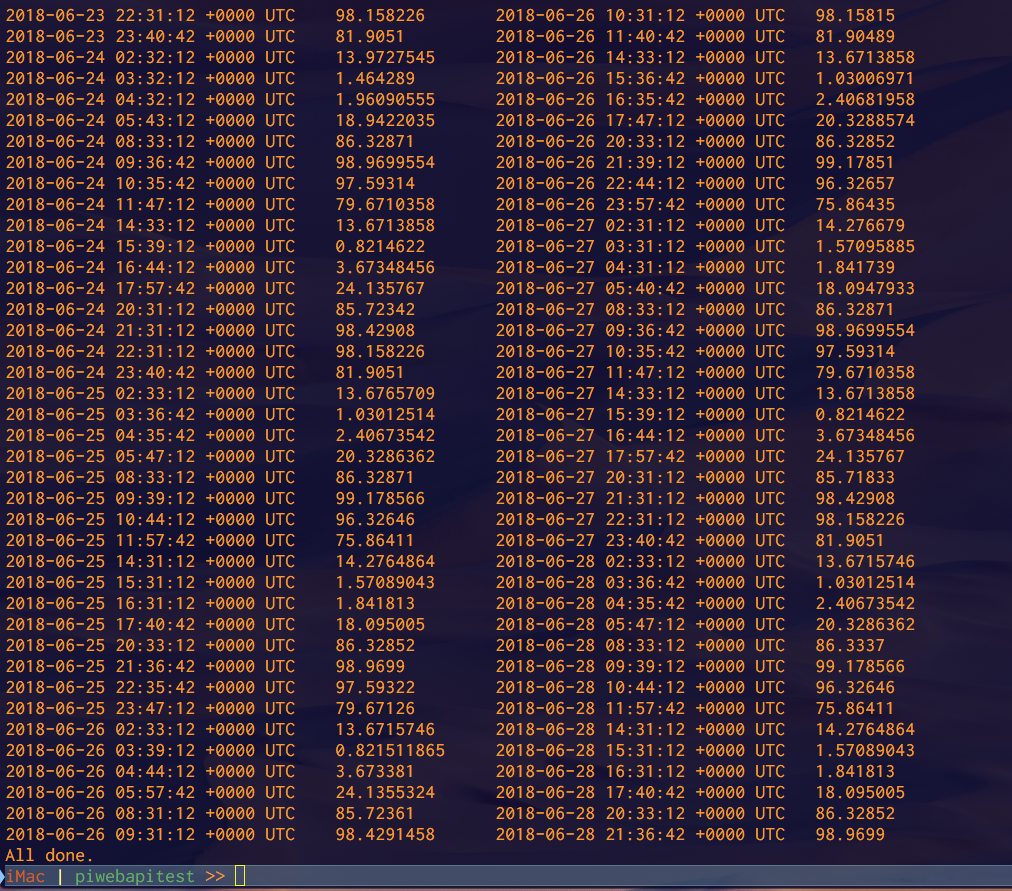 2018-06-23 22:31:12 +0000 UTC    98.158226       2018-06-26 10:31:12 +0000 UTC   98.15815
2018-06-23 23:40:42 +0000 UTC    81.9051         2018-06-26 11:40:42 +0000 UTC   81.90489
2018-06-24 02:32:12 +0000 UTC    13.9727545      2018-06-26 14:33:12 +0000 UTC   13.6713858
2018-06-24 03:32:12 +0000 UTC    1.464289        2018-06-26 15:36:42 +0000 UTC   1.03006971
2018-06-24 04:32:12 +0000 UTC    1.96090555      2018-06-26 16:35:42 +0000 UTC   2.40681958
2018-06-24 05:43:12 +0000 UTC    18.9422035      2018-06-26 17:47:12 +0000 UTC   20.3288574
2018-06-24 08:33:12 +0000 UTC    86.32871        2018-06-26 20:33:12 +0000 UTC   86.32852
2018-06-24 09:36:42 +0000 UTC    98.9699554      2018-06-26 21:39:12 +0000 UTC   99.17851
2018-06-24 10:35:42 +0000 UTC    97.59314        2018-06-26 22:44:12 +0000 UTC   96.32657
2018-06-24 11:47:12 +0000 UTC    79.6710358      2018-06-26 23:57:42 +0000 UTC   75.86435
2018-06-24 14:33:12 +0000 UTC    13.6713858      2018-06-27 02:31:12 +0000 UTC   14.276679
2018-06-24 15:39:12 +0000 UTC    0.8214622       2018-06-27 03:31:12 +0000 UTC   1.57095885
2018-06-24 16:44:12 +0000 UTC    3.67348456      2018-06-27 04:31:12 +0000 UTC   1.841739
2018-06-24 17:57:42 +0000 UTC    24.135767       2018-06-27 05:40:42 +0000 UTC   18.0947933
2018-06-24 20:31:12 +0000 UTC    85.72342        2018-06-27 08:33:12 +0000 UTC   86.32871
2018-06-24 21:31:12 +0000 UTC    98.42908        2018-06-27 09:36:42 +0000 UTC   98.9699554
2018-06-24 22:31:12 +0000 UTC    98.158226       2018-06-27 10:35:42 +0000 UTC   97.59314
2018-06-24 23:40:42 +0000 UTC    81.9051         2018-06-27 11:47:12 +0000 UTC   79.6710358
2018-06-25 02:33:12 +0000 UTC    13.6765709      2018-06-27 14:33:12 +0000 UTC   13.6713858
2018-06-25 03:36:42 +0000 UTC    1.03012514      2018-06-27 15:39:12 +0000 UTC   0.8214622
2018-06-25 04:35:42 +0000 UTC    2.40673542      2018-06-27 16:44:12 +0000 UTC   3.67348456
2018-06-25 05:47:12 +0000 UTC    20.3286362      2018-06-27 17:57:42 +0000 UTC   24.135767
2018-06-25 08:33:12 +0000 UTC    86.32871        2018-06-27 20:31:12 +0000 UTC   85.71833
2018-06-25 09:39:12 +0000 UTC    99.178566       2018-06-27 21:31:12 +0000 UTC   98.42908
2018-06-25 10:44:12 +0000 UTC    96.32646        2018-06-27 22:31:12 +0000 UTC   98.158226
2018-06-25 11:57:42 +0000 UTC    75.86411        2018-06-27 23:40:42 +0000 UTC   81.9051
2018-06-25 14:31:12 +0000 UTC    14.2764864      2018-06-28 02:33:12 +0000 UTC   13.6715746
2018-06-25 15:31:12 +0000 UTC    1.57089043      2018-06-28 03:36:42 +0000 UTC   1.03012514
2018-06-25 16:31:12 +0000 UTC    1.841813        2018-06-28 04:35:42 +0000 UTC   2.40673542
2018-06-25 17:40:42 +0000 UTC    18.095005       2018-06-28 05:47:12 +0000 UTC   20.3286362
2018-06-25 20:33:12 +0000 UTC    86.32852        2018-06-28 08:33:12 +0000 UTC   86.3337
2018-06-25 21:36:42 +0000 UTC    98.9699         2018-06-28 09:39:12 +0000 UTC   99.178566
2018-06-25 22:35:42 +0000 UTC    97.59322        2018-06-28 10:44:12 +0000 UTC   96.32646
2018-06-25 23:47:12 +0000 UTC    79.67126        2018-06-28 11:57:42 +0000 UTC   75.86411
2018-06-26 02:33:12 +0000 UTC    13.6715746      2018-06-28 14:31:12 +0000 UTC   14.2764864
2018-06-26 03:39:12 +0000 UTC    0.821511865     2018-06-28 15:31:12 +0000 UTC   1.57089043
2018-06-26 04:44:12 +0000 UTC    3.673381        2018-06-28 16:31:12 +0000 UTC   1.841813
2018-06-26 05:57:42 +0000 UTC    24.1355324      2018-06-28 17:40:42 +0000 UTC   18.095005
2018-06-26 08:31:12 +0000 UTC    85.72361        2018-06-28 20:33:12 +0000 UTC   86.32852
2018-06-26 09:31:12 +0000 UTC    98.4291458      2018-06-28 21:36:42 +0000 UTC   98.9699
All done.
iMac | piwebapitest >>